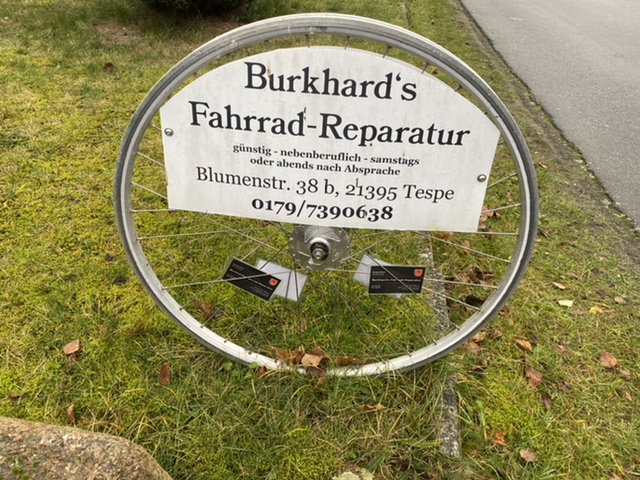 Burkhard's
Fahrrad-Reparatur
günstig - nebenberuflich - samstags
oder abends nach Absprache
Blumenstr. 38 b, 21395 Tespe
0179/7390638